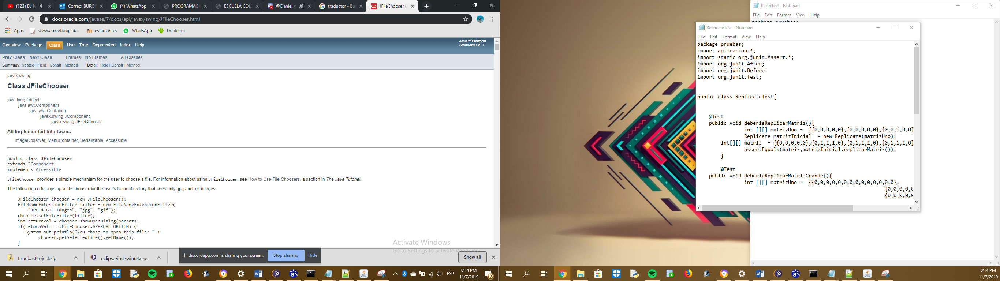 (123) DJ N
Correo: BURGO
(4) WhatsApp
PROGRAMACI
ESCUELA COLO
@Daniel A
traductor - Bus
JFileChooser (J
docs.oracle.com/javase/7/docs/api/javax/swing/JFileChooser.html
Apps www.escuelaing.ed... estudiantes WhatsApp Duolingo
Overview Package Class Use Tree Deprecated Index Help
Java™ Platform
Standard Ed. 7
Prev Class Next Class Frames No Frames All Classes
Summary: Nested | Field | Constr | Method Detail: Field | Constr | Method
javax.swing
Class JFileChooser
java.lang.Object
java.awt.Component
java.awt.Container
javax.swing.JComponent
javax.swing.JFileChooser
All Implemented Interfaces:
ImageObserver, MenuContainer, Serializable, Accessible
public class JFileChooser
extends JComponent
implements Accessible
JFileChooser provides a simple mechanism for the user to choose a file. For information about using JFileChooser, see How to Use File Choosers, a section in The Java Tutorial.
The following code pops up a file chooser for the user's home directory that sees only .jpg and .gif images:
JFileChooser chooser = new JFileChooser();
FileNameExtensionFilter filter = new FileNameExtensionFilter(
"JPG & GIF Images", "jpg", "gif");
chooser.setFileFilter(filter);
int returnVal = chooser.showOpenDialog(parent);
if(returnVal == JFileChooser.APPROVE_OPTION) {
System.out.println("You chose to open this file: " +
chooser.getSelectedFile().getName());
}
Activate Windows
Go to Settings to activate Windows.
PruebasProject.zip
eclipse-inst-win64.exe
discordapp.com is sharing your screen. Stop sharing Hide
Show all
ESP
8:14 PM
11/7/2019
10
PerroTest - Notepad
File Edit Format View Help
package pruebas;
ReplicateTest - Notepad
File Edit Format View Help
package pruebas;
import aplicacion.*;
import static org.junit.Assert.*;
import org.junit.After;
import org.junit.Before;
import org.junit.Test;
public class ReplicateTest{
@Test
public void deberiaReplicarMatriz(){
int [][] matrizUno = {{0,0,0,0,0},{0,0,0,0,0},{0,0,1,0,0}
Replicate matrizInicial = new Replicate(matrizUno);
int[][] matriz = {{0,0,0,0,0},{0,1,1,1,0},{0,1,1,1,0},{0,1,1,1,0}
assertEquals(matriz,matrizInicial.replicarMatriz());
}
@Test
public void deberiaReplicarMatrizGrande(){
int [][] matrizUno = {{0,0,0,0,0,0,0,0,0,0,0,0,0,0},
{0,0,0,0,0
{0,0,0,0,0
8:14 PM
11/7/2019